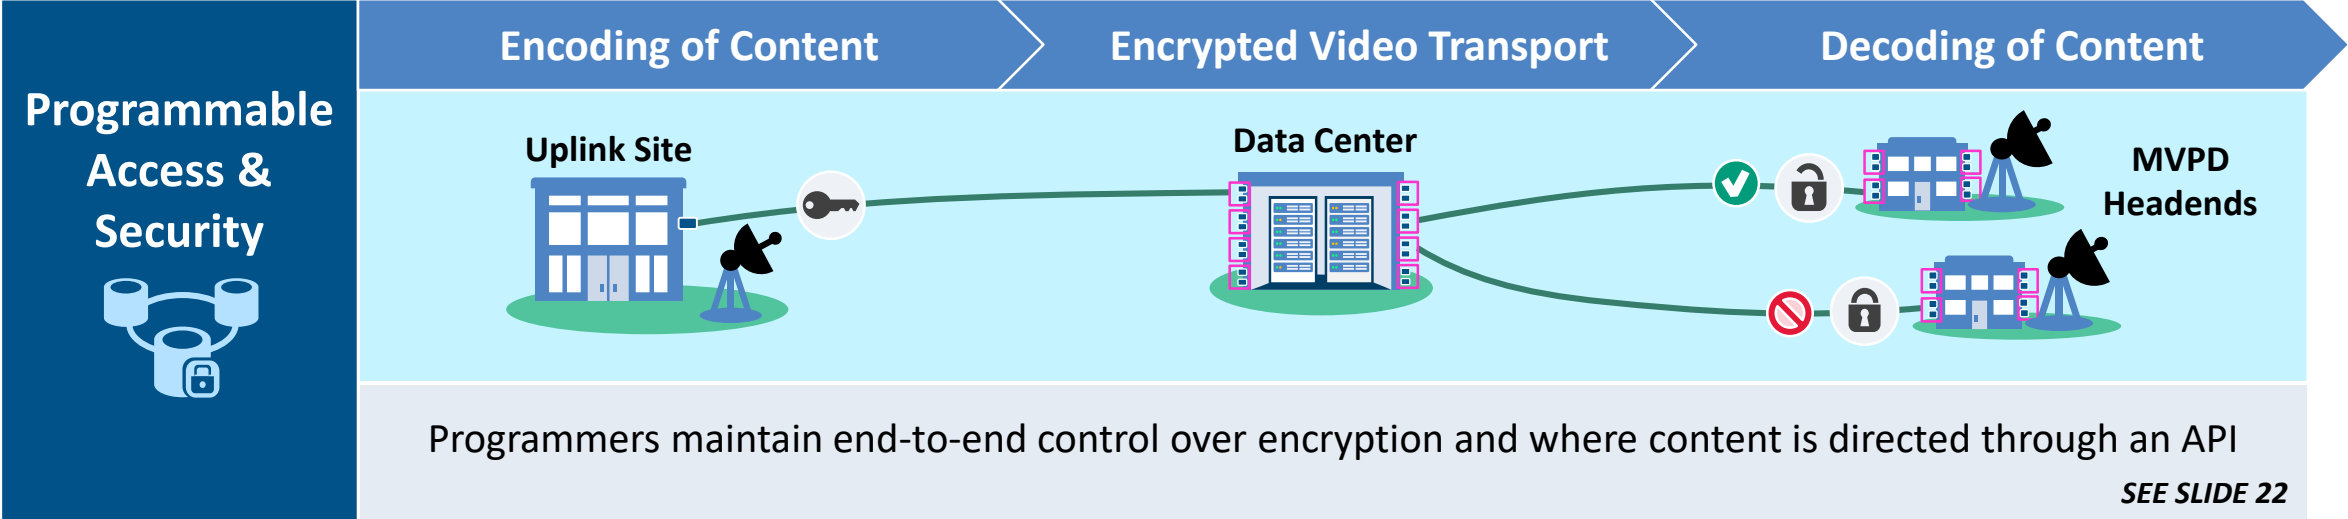 Programmable
Access &
Security
Encoding of Content
Encrypted Video Transport
Decoding of Content
Uplink Site
Data Center
MVPD
Headends
Programmers maintain end-to-end control over encryption and where content is directed through an API
SEE SLIDE 22